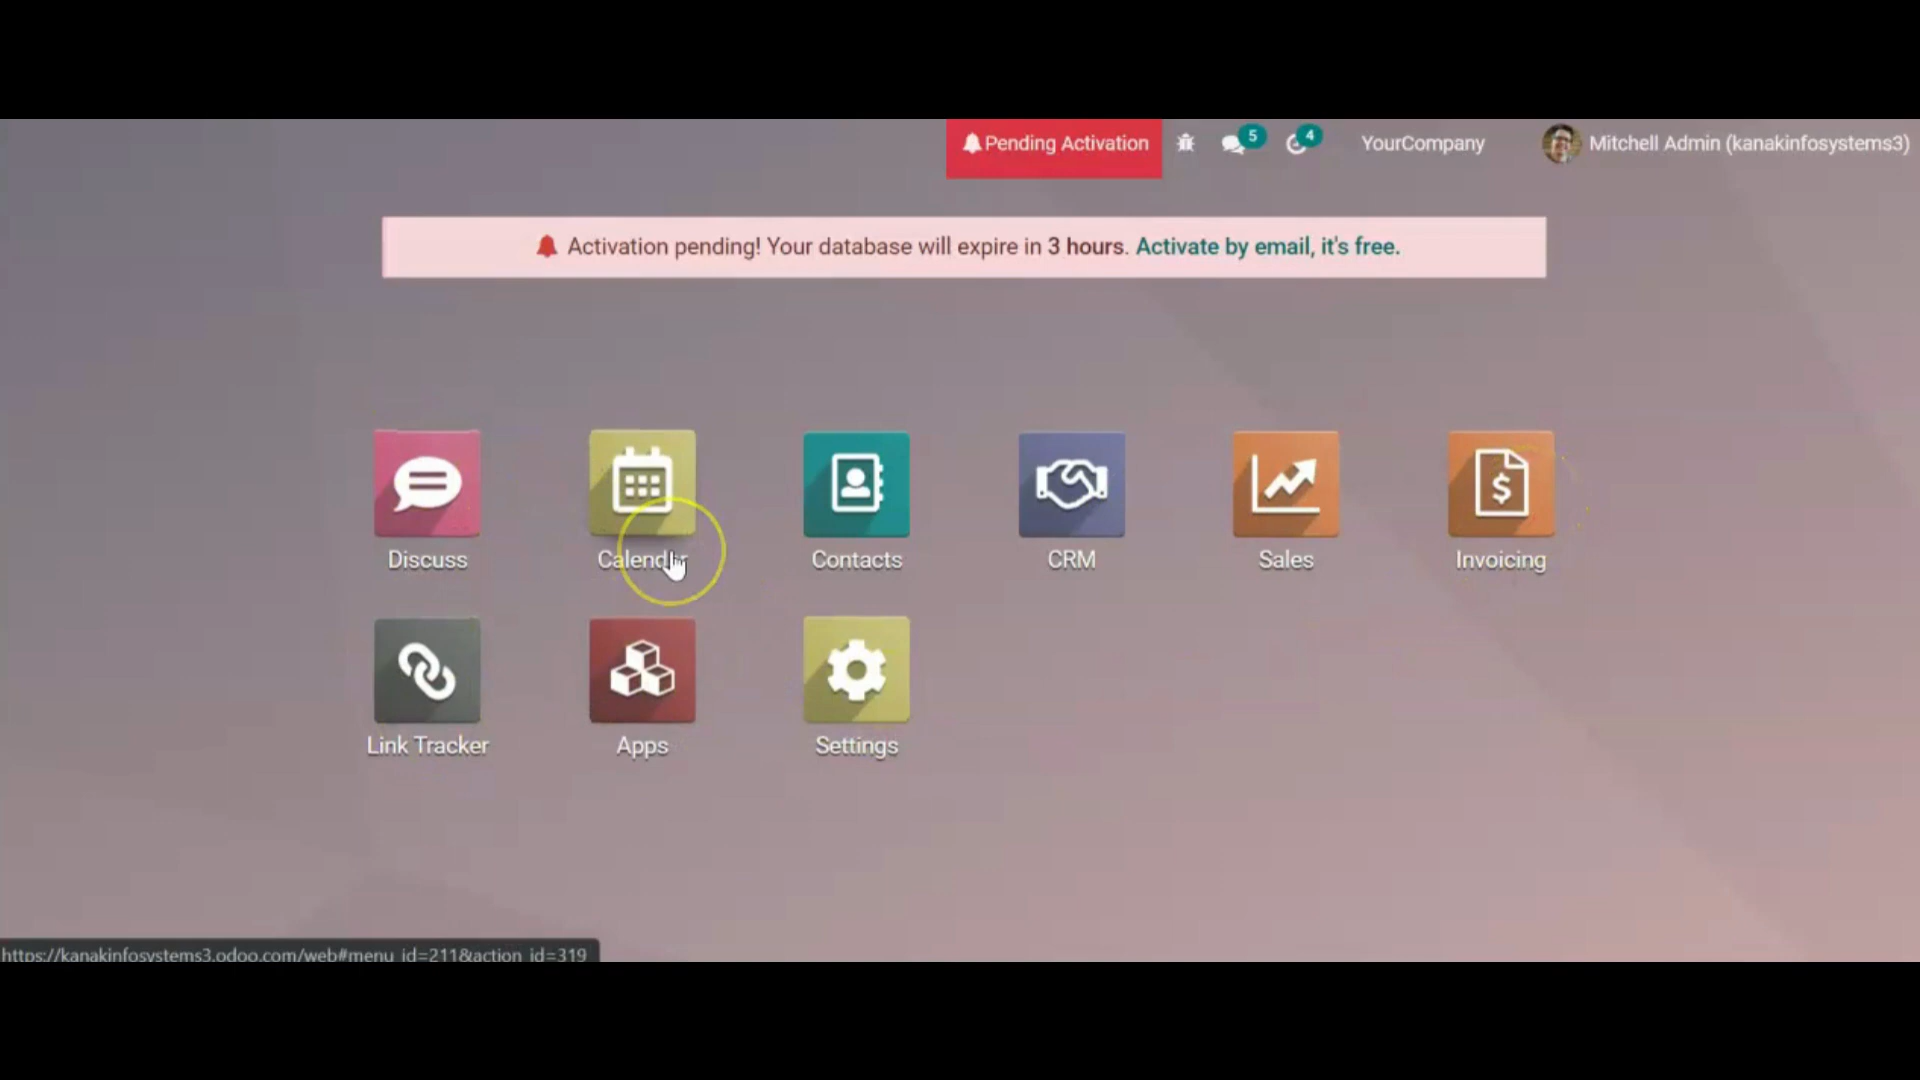 Pending Activation 5 4 YourCompany Mitchell Admin (kanakinfosystems3)
Activation pending! Your database will expire in 3 hours. Activate by email, it's free.
Discuss Contacts CRM Sales Invoicing
Link Tracker Apps Settings
https://kanakinfosystems3.odoo.com/web#menu_id=211&action_id=319